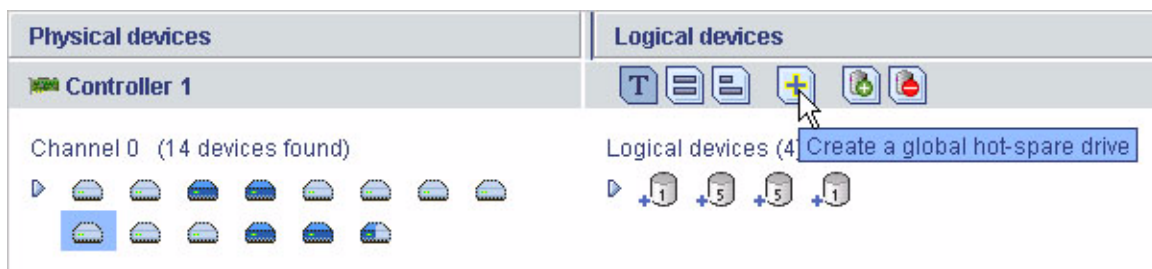 Physical devices
Logical devices
Controller 1
T
Channel 0 (14 devices found)
Logical devices (4)
Create a global hot-spare drive
1 5 5 1